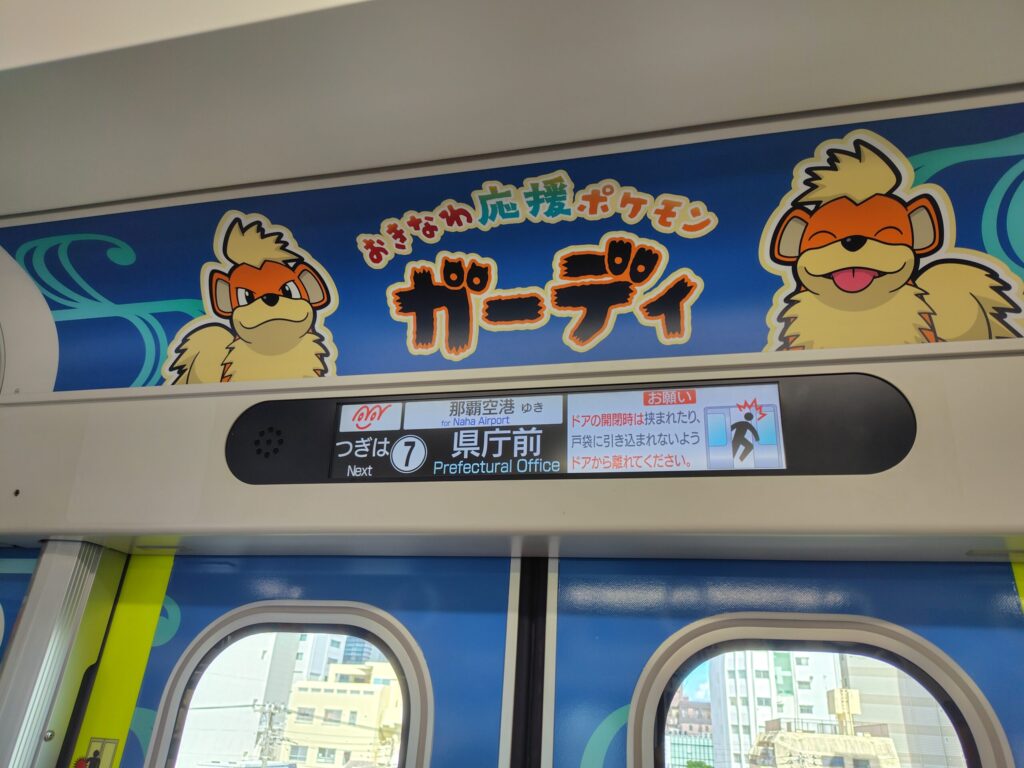 おきなわ応援ポケモン
ガーディ
那覇空港 ゆき
for Naha Airport
つぎは
Next
7
県庁前
Prefectural Office
お願い
ドアの開閉時は挟まれたり、
戸袋に引き込まれないよう
ドアから離れてください。